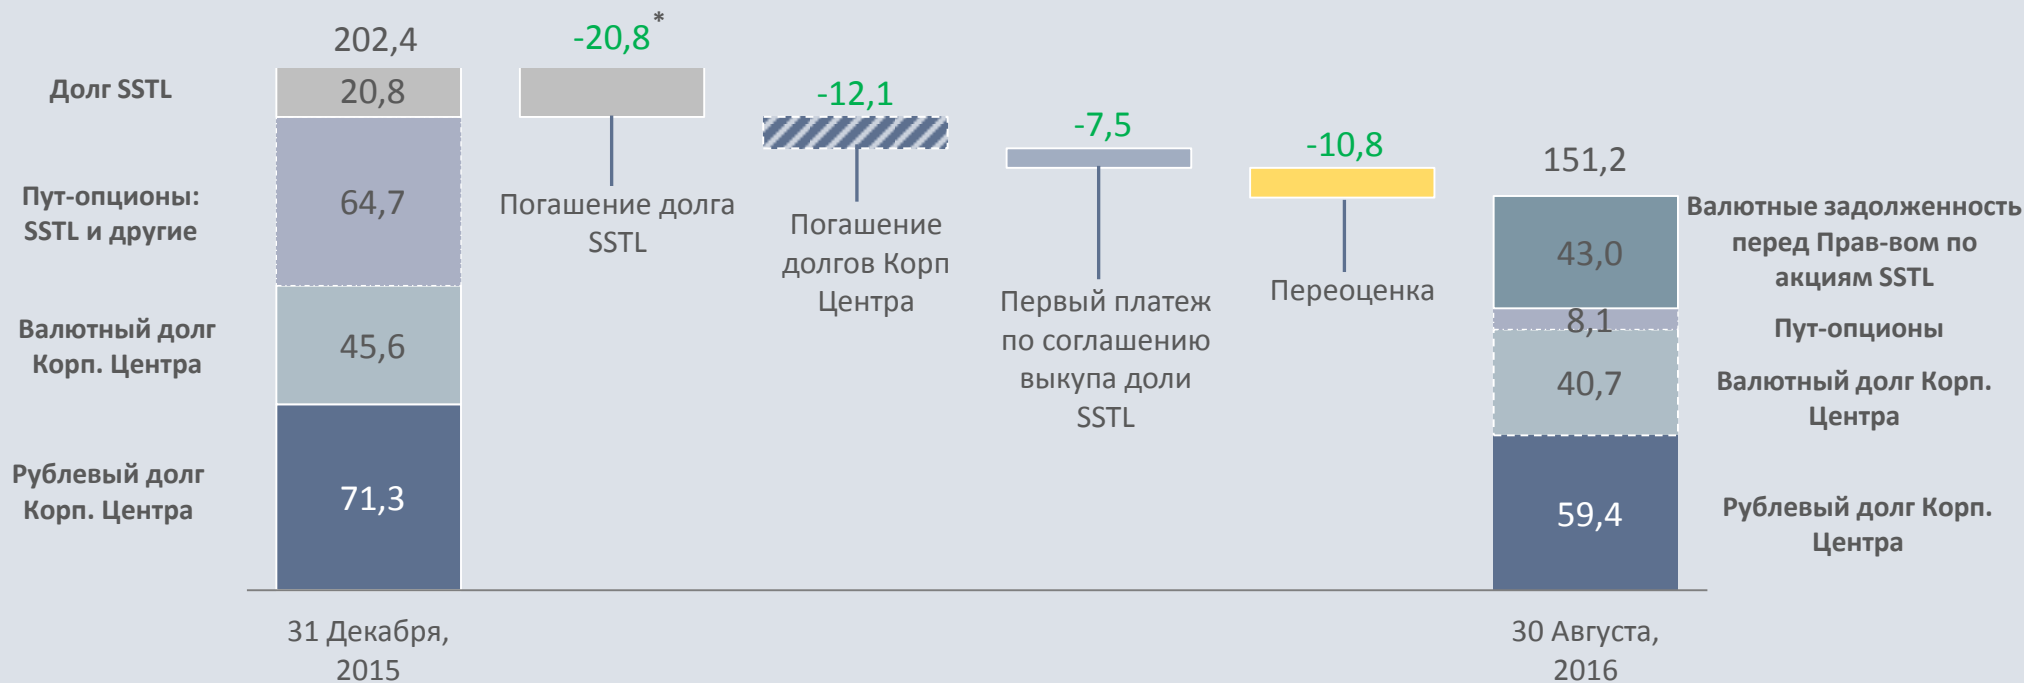 202,4
-20,8*
Долг SSTL
20,8
-12,1
-7,5
-10,8
151,2
Пут-опционы:
SSTL и другие
64,7
Погашение долга
SSTL
Погашение
долгов Корп
Центра
Первый платеж
по соглашению
выкупа доли
SSTL
Переоценка
43,0
Валютные задолженность
перед Прав-вом по
акциям SSTL
8,1
Пут-опционы
Валютный долг
Корп. Центра
45,6
40,7
Валютный долг Корп.
Центра
Рублевый долг
Корп. Центра
71,3
59,4
Рублевый долг Корп.
Центра
31 Декабря,
2015
30 Августа,
2016